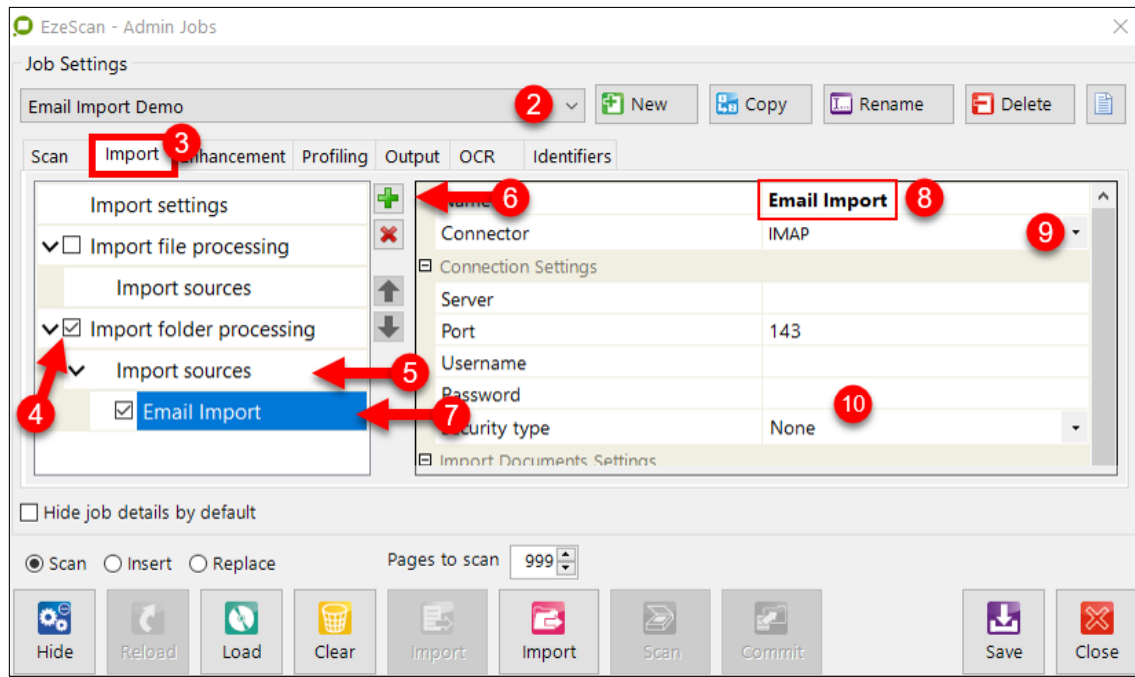 EzeScan - Admin Jobs
Job Settings
Email Import Demo 2 New Copy I... Rename Delete
Scan Import 3 Enhancement Profiling Output OCR Identifiers
Import settings 6 Name Email Import 8
Import file processing Connector IMAP 9
Connection Settings
Import sources Server
Import folder processing Port 143
Import sources 5 Username
4 Email Import 7 Password 10
Security type None
Import Documents Settings
Hide job details by default
Scan Insert Replace Pages to scan 999
Hide Reload Load Clear Import Import Scan Commit Save Close